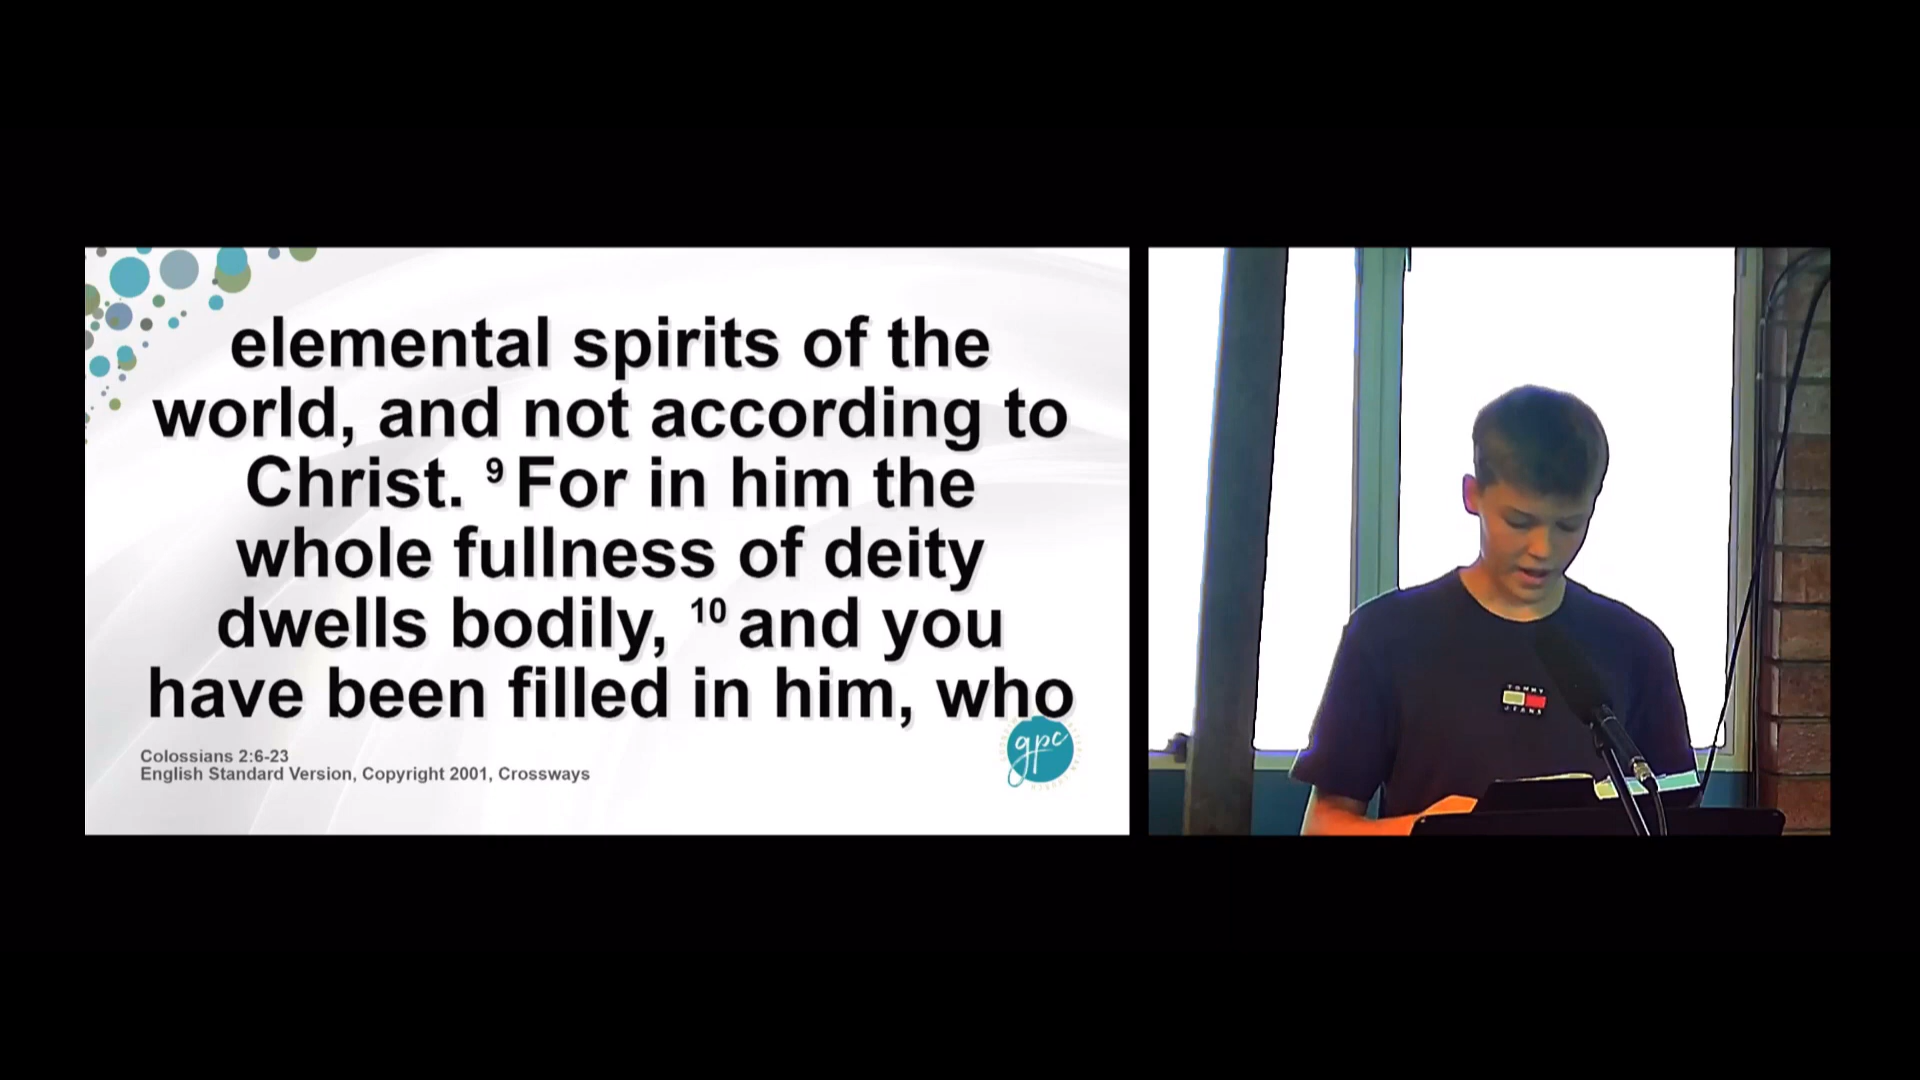 elemental spirits of the
world, and not according to
Christ. 9 For in him the
whole fullness of deity
dwells bodily, 10 and you
have been filled in him, who
Colossians 2:6-23
English Standard Version, Copyright 2001, Crossways
gpc
TOMMY
JEANS